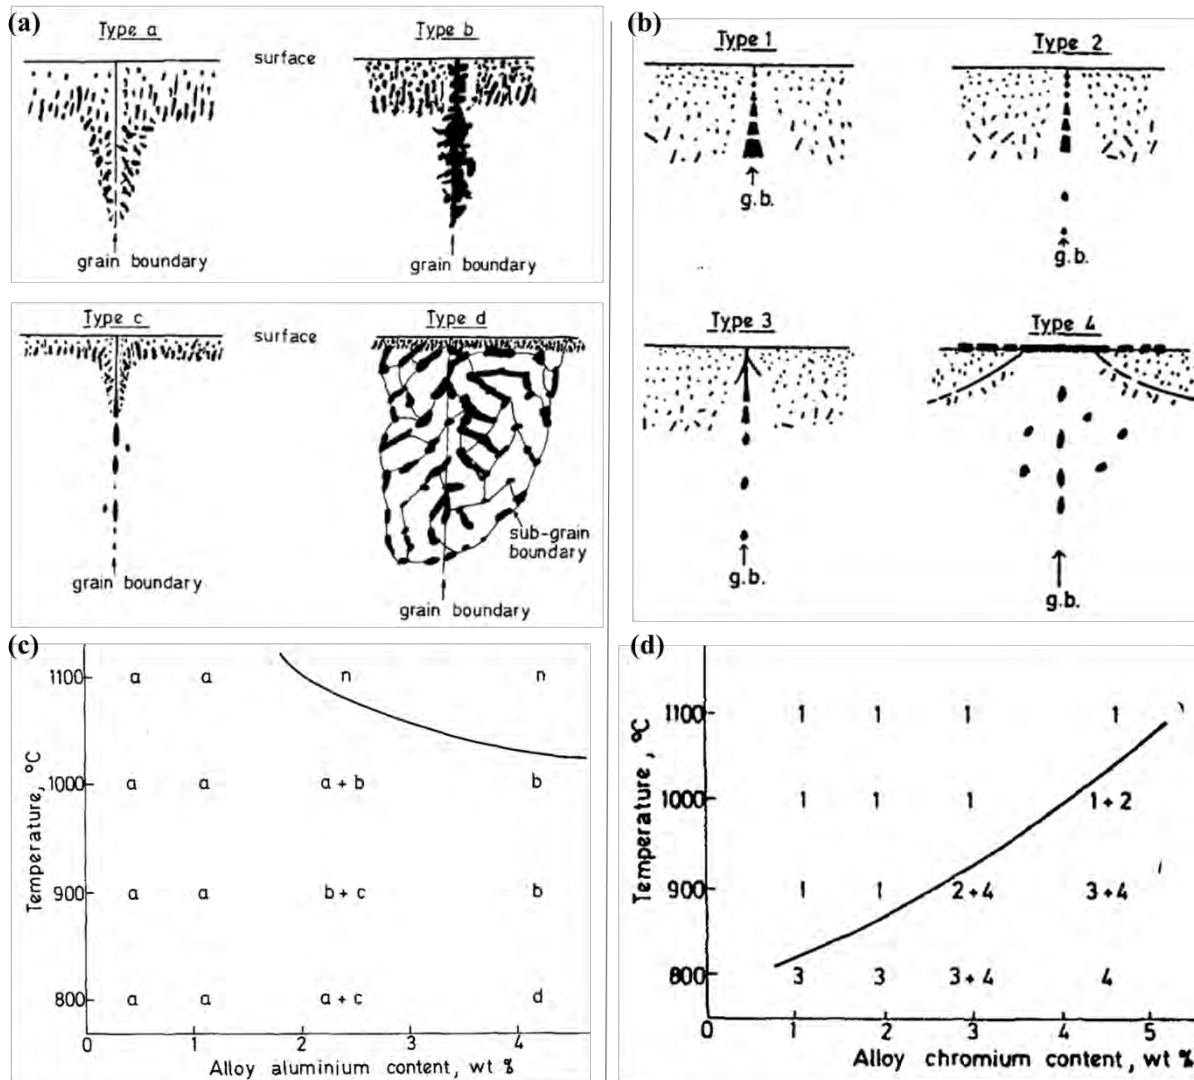 (a)
Type a
Type b
surface
grain boundary
grain boundary
Type c
Type d
surface
sub-grain
boundary
grain boundary
grain boundary
(b)
Type 1
Type 2
g.b.
g.b.
Type 3
Type 4
g.b.
g.b.
(c)
1100 a a n n
1000 a a a + b b
900 a a b + c b
800 a a a + c d
0 1 2 3 4
Temperature, °C
Alloy aluminium content, wt %
(d)
1100 1 1 1 1
1000 1 1 1 1 + 2
900 1 1 2 + 4 3 + 4
800 3 3 3 + 4 4
0 1 2 3 4 5
Temperature, °C
Alloy chromium content, wt %